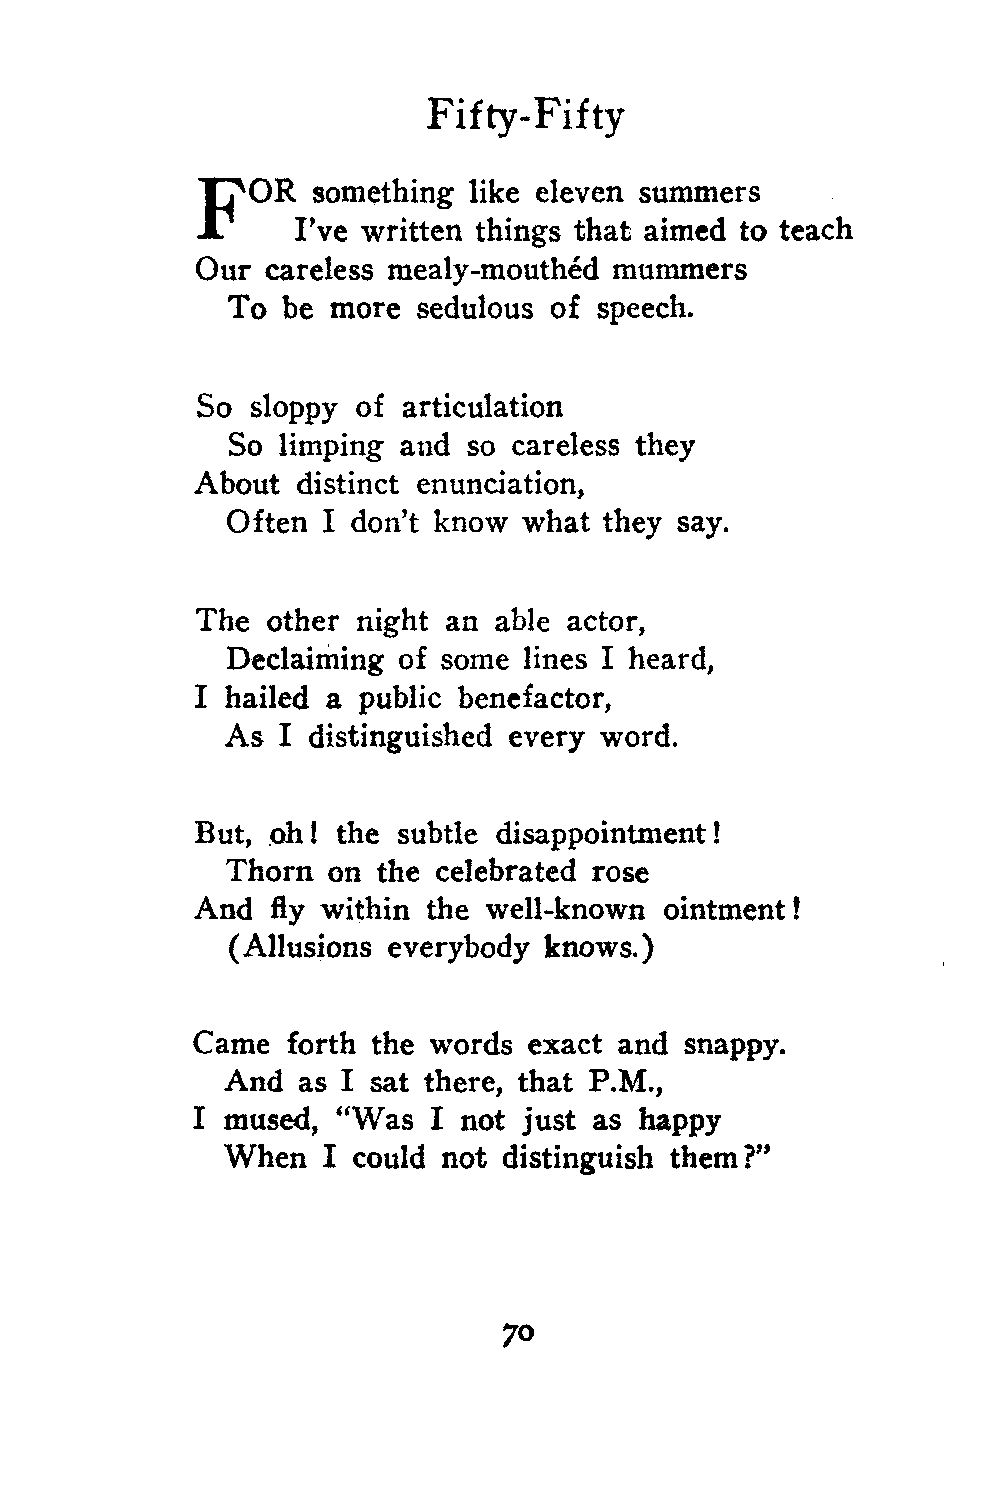 Fifty-Fifty
FOR something like eleven summers
I've written things that aimed to teach
Our careless mealy-mouthéd mummers
To be more sedulous of speech.
So sloppy of articulation
So limping and so careless they
About distinct enunciation,
Often I don't know what they say.
The other night an able actor,
Declaiming of some lines I heard,
I hailed a public benefactor,
As I distinguished every word.
But, oh! the subtle disappointment!
Thorn on the celebrated rose
And fly within the well-known ointment!
(Allusions everybody knows.)
Came forth the words exact and snappy.
And as I sat there, that P.M.,
I mused, "Was I not just as happy
When I could not distinguish them?"
70